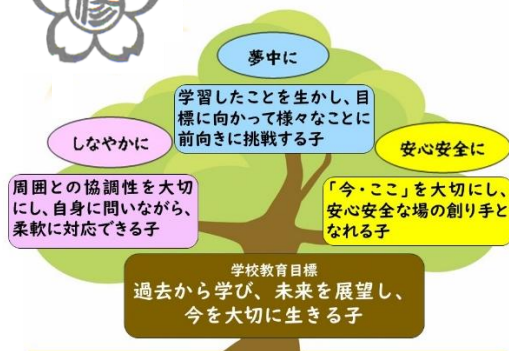 夢中に
学習したことを生かし、目
標に向かって様々なことに
前向きに挑戦する子
しなやかに
周囲との協調性を大切
にし、自身に問いながら、
柔軟に対応できる子
安心安全に
「今・ここ」を大切にし、
安心安全な場の創り手と
なれる子
学校教育目標
過去から学び、未来を展望し、
今を大切に生きる子